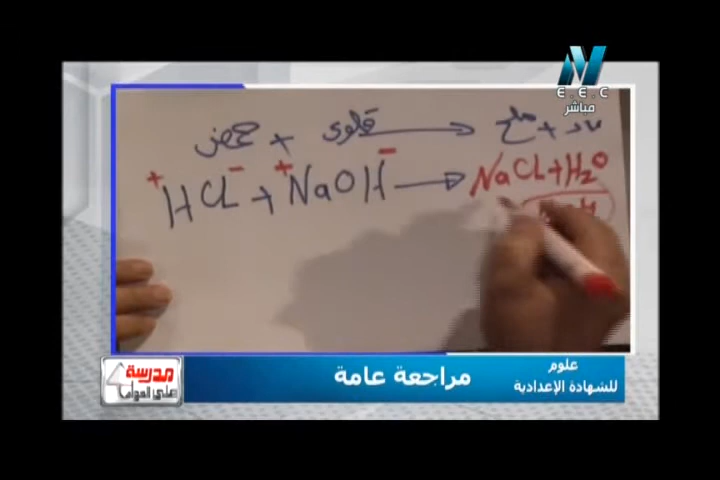 E.E.C
مباشر
حمض + قلوى → ملح + ماء
HCl + NaOH → NaCl + H₂O
+ - + -
علوم
للشهادة الإعدادية
مراجعة عامة
مدرسة
على الهواء